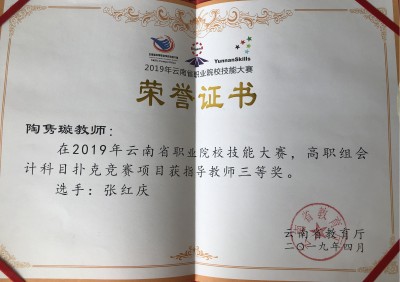 YunnanSkills
2019年云南省职业院校技能大赛
荣誉证书
陶隽璇教师：
在2019年云南省职业院校技能大赛，高职组会
计科目扑克竞赛项目获指导教师三等奖。
选手：张红庆
云南省教育厅
二〇一九年四月